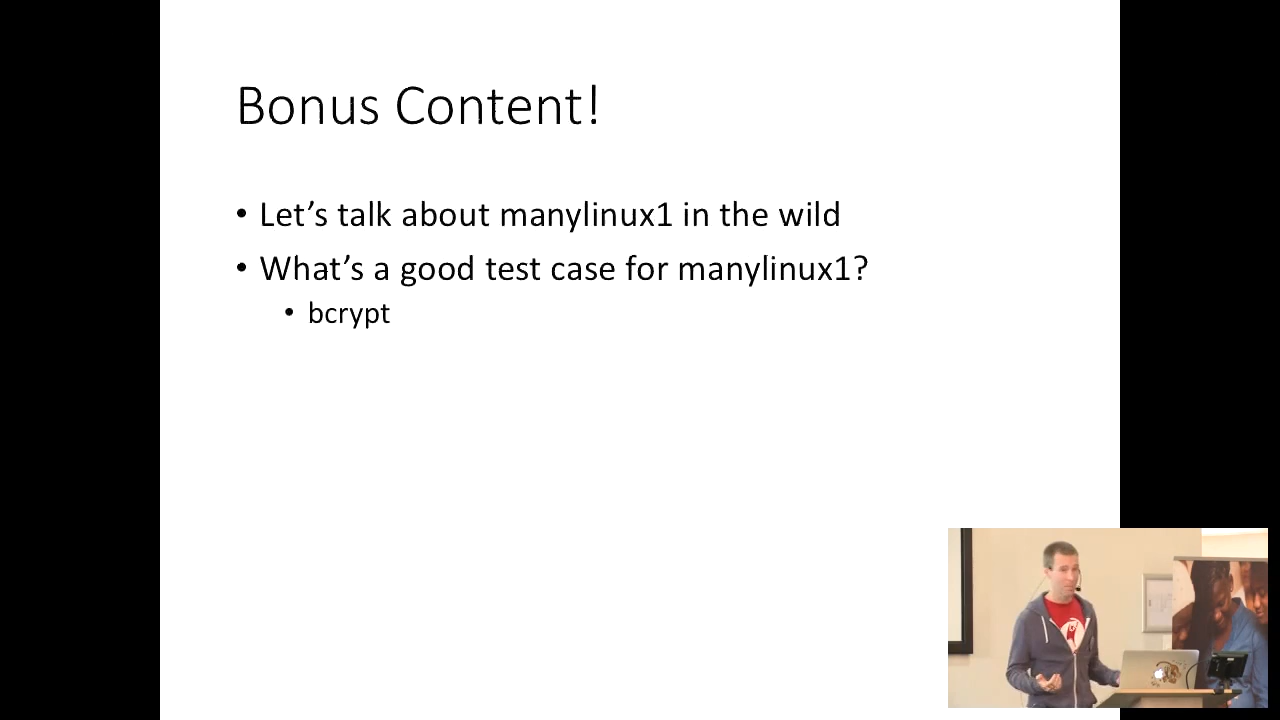 Bonus Content!
• Let’s talk about manylinux1 in the wild
• What’s a good test case for manylinux1?
• bcrypt